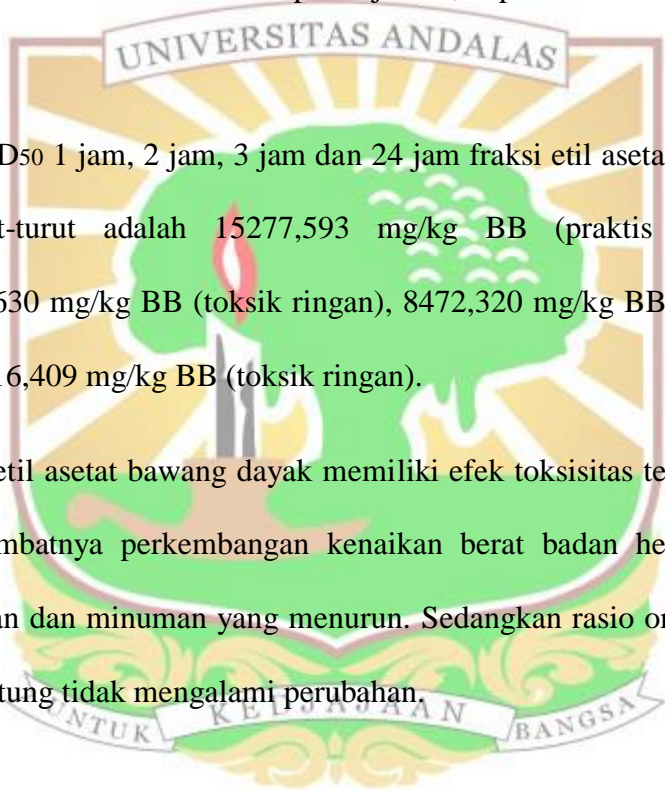 UNIVERSITAS ANDALAS
D50 1 jam, 2 jam, 3 jam dan 24 jam fraksi etil aseta
t-turut adalah 15277,593 mg/kg BB (praktis
630 mg/kg BB (toksik ringan), 8472,320 mg/kg BB
16,409 mg/kg BB (toksik ringan).
etil asetat bawang dayak memiliki efek toksisitas te
mbatnya perkembangan kenaikan berat badan he
an dan minuman yang menurun. Sedangkan rasio or
tung tidak mengalami perubahan.
UNTUK KEDJAJAAN BANGSA